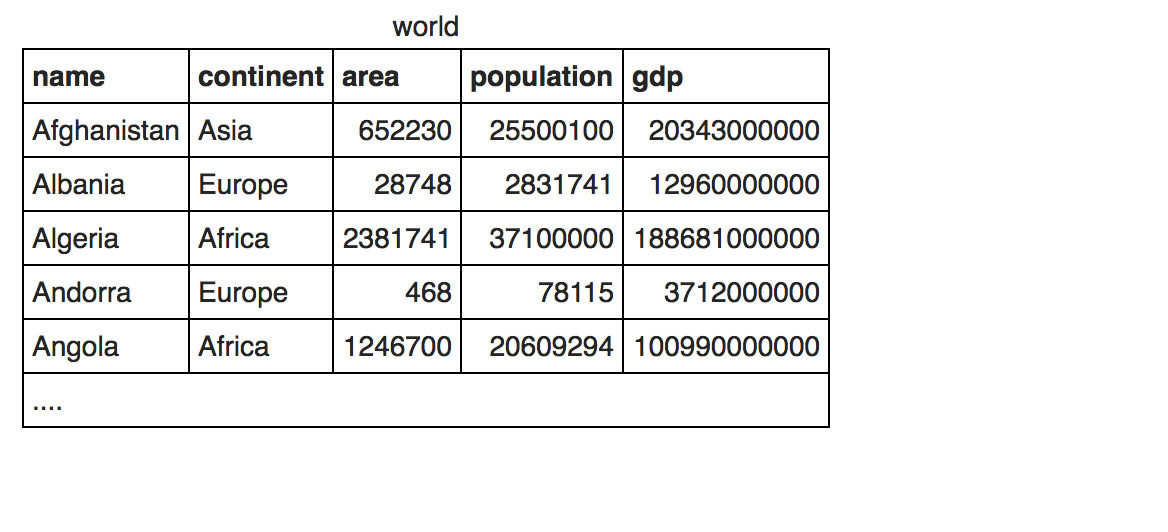 world
name continent area population gdp
Afghanistan Asia 652230 25500100 20343000000
Albania Europe 28748 2831741 12960000000
Algeria Africa 2381741 37100000 188681000000
Andorra Europe 468 78115 3712000000
Angola Africa 1246700 20609294 100990000000
....